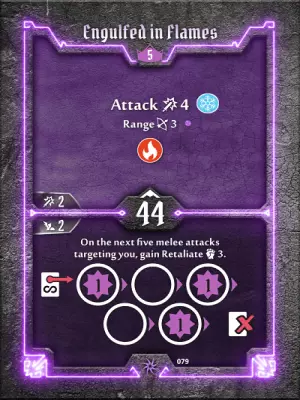 Engulfed in Flames
5
Attack 4
Range 3
2
44
2
On the next five melee attacks
targeting you, gain Retaliate 3.
1 1
1
079